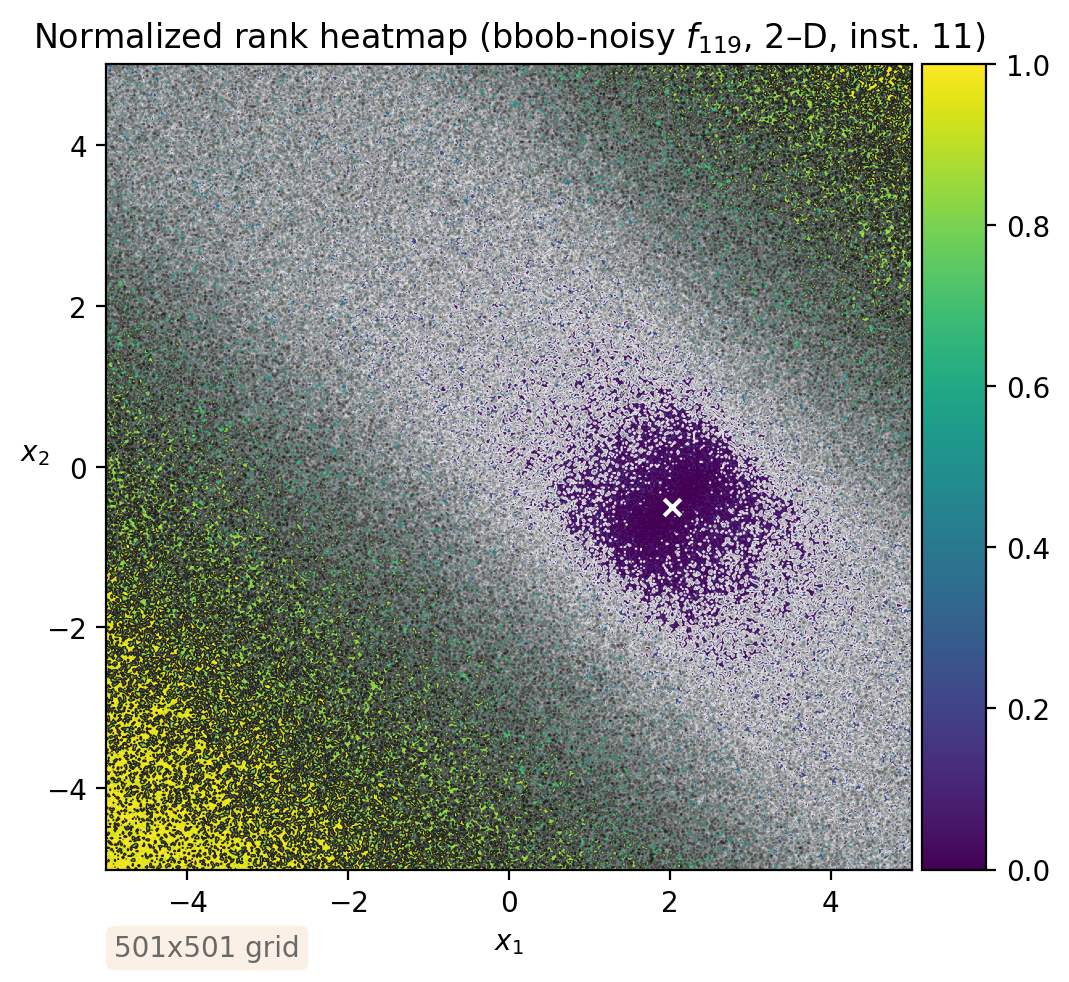 Normalized rank heatmap (bbob-noisy f₁₁₉, 2–D, inst. 11)
1.0
0.8
0.6
0.4
0.2
0.0
4
2
0
−2
−4
x₂
−4 −2 0 2 4
x₁
501x501 grid